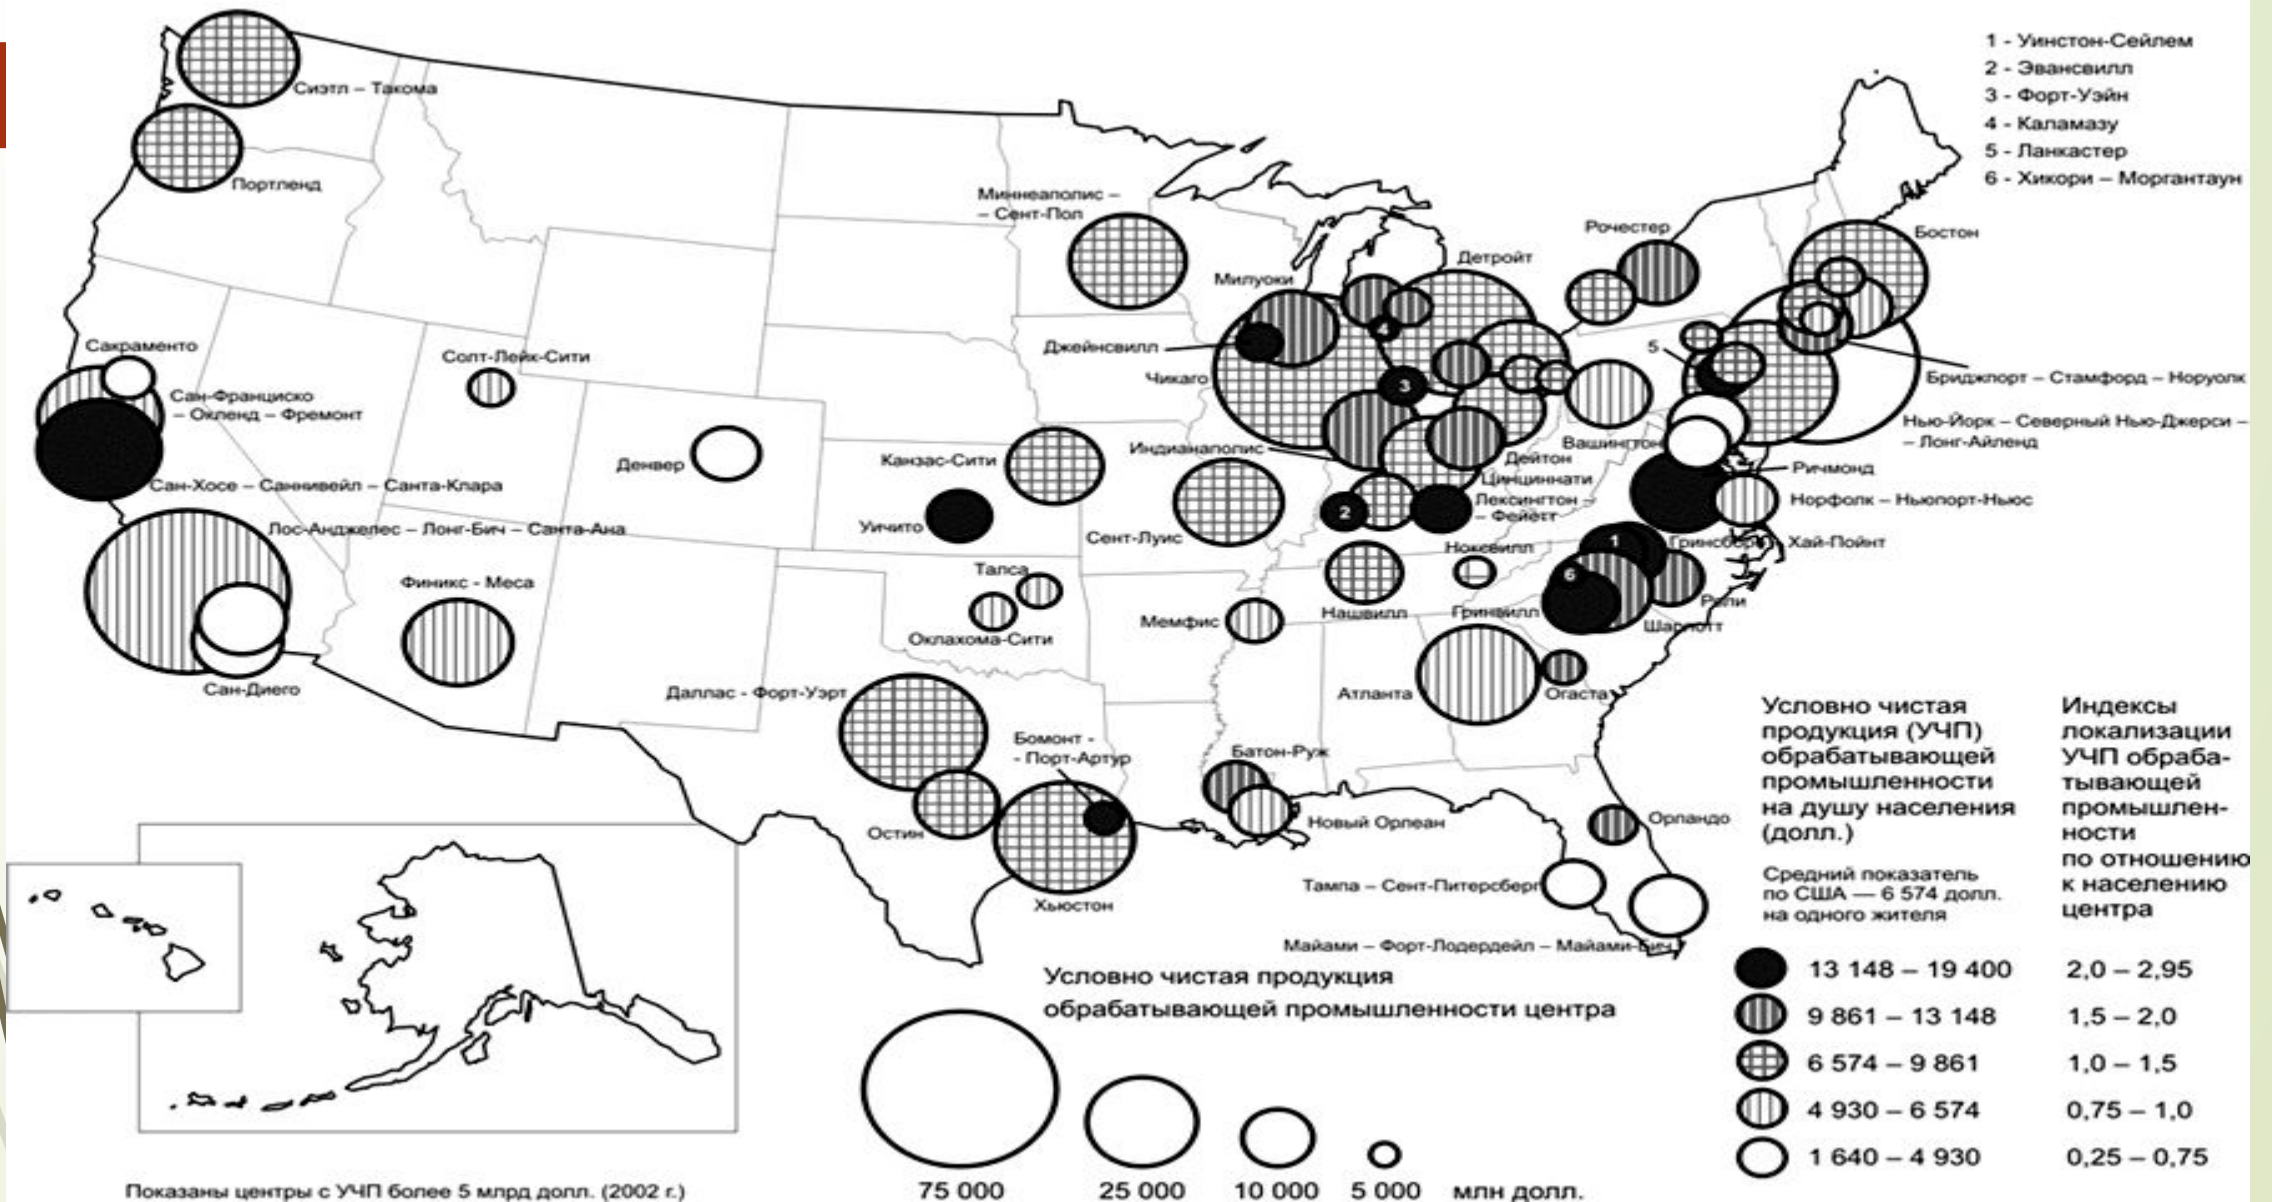 1 - Уинстон-Сейлем
2 - Эвансвилл
3 - Форт-Уэйн
4 - Каламазу
5 - Ланкастер
6 - Хикори – Моргантаун
Сиэтл – Такома
Портленд
Миннеаполис –
– Сент-Пол
Рочестер
Бостон
Детройт
Милуоки
Джейнсвилл
4
5
Чикаго
3
Сакраменто
Солт-Лейк-Сити
Сан-Франциско
– Окленд – Фремонт
Бриджпорт – Стамфорд – Норуолк
Нью-Йорк – Северный Нью-Джерси –
– Лонг-Айленд
Вашингтон
Индианаполис
Дейтон
Денвер
Канзас-Сити
Ричмонд
Цинциннати
Сан-Хосе – Саннивейл – Санта-Клара
Лексингтон –
– Фейетт
Норфолк – Ньюпорт-Ньюс
2
Уичито
Сент-Луис
Лос-Анджелес – Лонг-Бич – Санта-Ана
Ноксвилл
1
Гринсборо – Хай-Пойнт
Финикс - Меса
Талса
6
Оклахома-Сити
Мемфис
Нашвилл
Гринвилл
Роли
Шарлотт
Сан-Диего
Даллас - Форт-Уэрт
Атланта
Огаста
Бомонт -
- Порт-Артур
Батон-Руж
Остин
Новый Орлеан
Орландо
Хьюстон
Тампа – Сент-Питерсберг
Майами – Форт-Лодердейл – Майами-Бич
Условно чистая
продукция (УЧП)
обрабатывающей
промышленности
на душу населения
(долл.)
Средний показатель
по США — 6 574 долл.
на одного жителя
Индексы
локализации
УЧП обраба-
тывающей
промышлен-
ности
по отношению
к населению
центра
13 148 – 19 400 2,0 – 2,95
9 861 – 13 148 1,5 – 2,0
6 574 – 9 861 1,0 – 1,5
4 930 – 6 574 0,75 – 1,0
1 640 – 4 930 0,25 – 0,75
Условно чистая продукция
обрабатывающей промышленности центра
75 000 25 000 10 000 5 000 млн долл.
Показаны центры с УЧП более 5 млрд долл. (2002 г.)